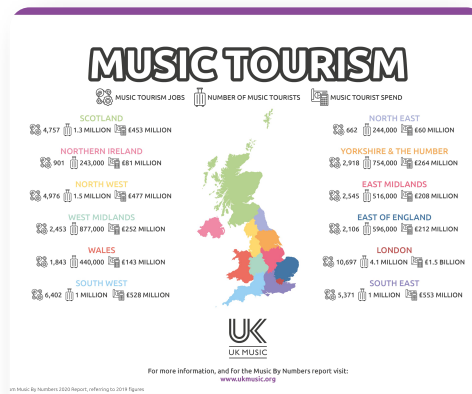 MUSIC TOURISM
MUSIC TOURISM JOBS NUMBER OF MUSIC TOURISTS MUSIC TOURIST SPEND
SCOTLAND
4,757 1.3 MILLION £453 MILLION
NORTHERN IRELAND
901 243,000 £81 MILLION
NORTH WEST
4,976 1.5 MILLION £477 MILLION
WEST MIDLANDS
2,453 877,000 £252 MILLION
WALES
1,843 440,000 £143 MILLION
SOUTH WEST
6,402 1 MILLION £528 MILLION
NORTH EAST
662 244,000 £60 MILLION
YORKSHIRE & THE HUMBER
2,918 754,000 £264 MILLION
EAST MIDLANDS
2,545 516,000 £208 MILLION
EAST OF ENGLAND
2,106 596,000 £212 MILLION
LONDON
10,697 4.1 MILLION £1.5 BILLION
SOUTH EAST
5,371 1 MILLION £553 MILLION
UK
UK MUSIC
For more information, and for the Music By Numbers report visit:
www.ukmusic.org
Music By Numbers 2020 Report, referring to 2019 figures